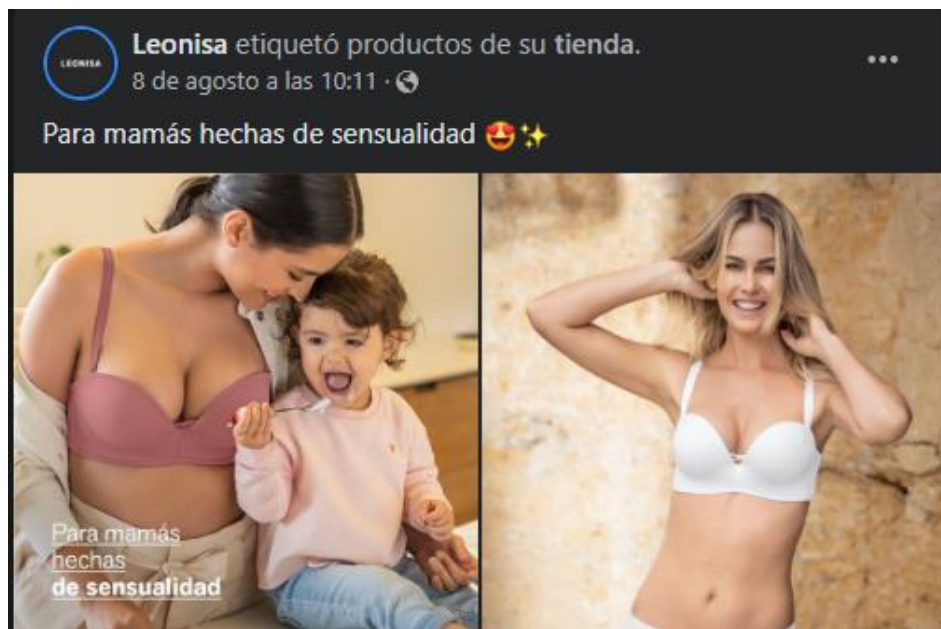 LEONISA
Leonisa etiquetó productos de su tienda.
8 de agosto a las 10:11 ·
Para mamás hechas de sensualidad 😍✨
Para mamás
hechas
de sensualidad